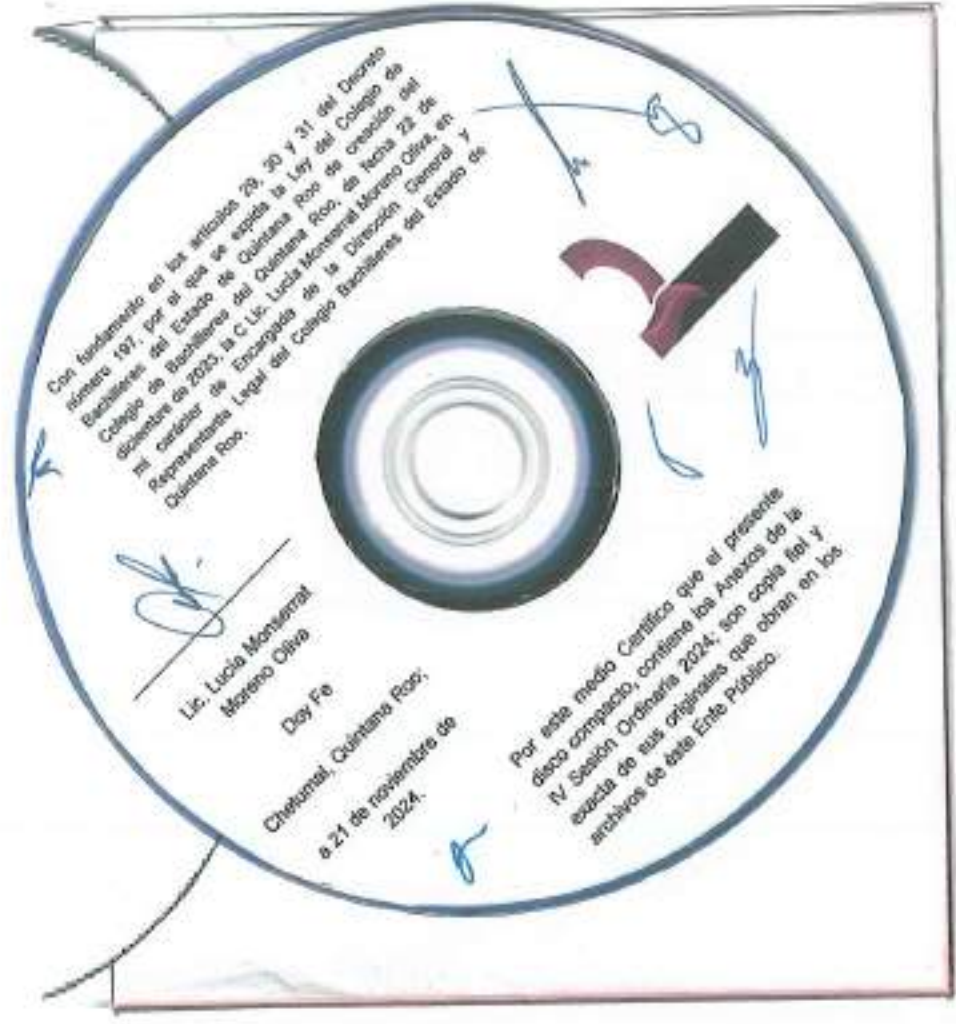 Con fundamento en los artículos 29, 30 y 31 del Decreto
número 197, por el que se expide la Ley del Colegio de
Bachilleres del Estado de Quintana Roo de creación del
Colegio de Bachilleres del Quintana Roo, de fecha 22 de
diciembre de 2023, la C Lic. Lucía Monserrat Moreno Oliva, en
mi carácter de Encargada de la Dirección General y
Representante Legal del Colegio Bachilleres del Estado de
Quintana Roo.
Lic. Lucía Monserrat
Moreno Oliva
Doy Fe
Chetumal, Quintana Roo;
a 21 de noviembre de
2024.
Por este medio Certifico que el presente
disco compacto, contiene los Anexos de la
IV Sesión Ordinaria 2024; son copia fiel y
exacta de sus originales que obran en los
archivos de éste Ente Público.